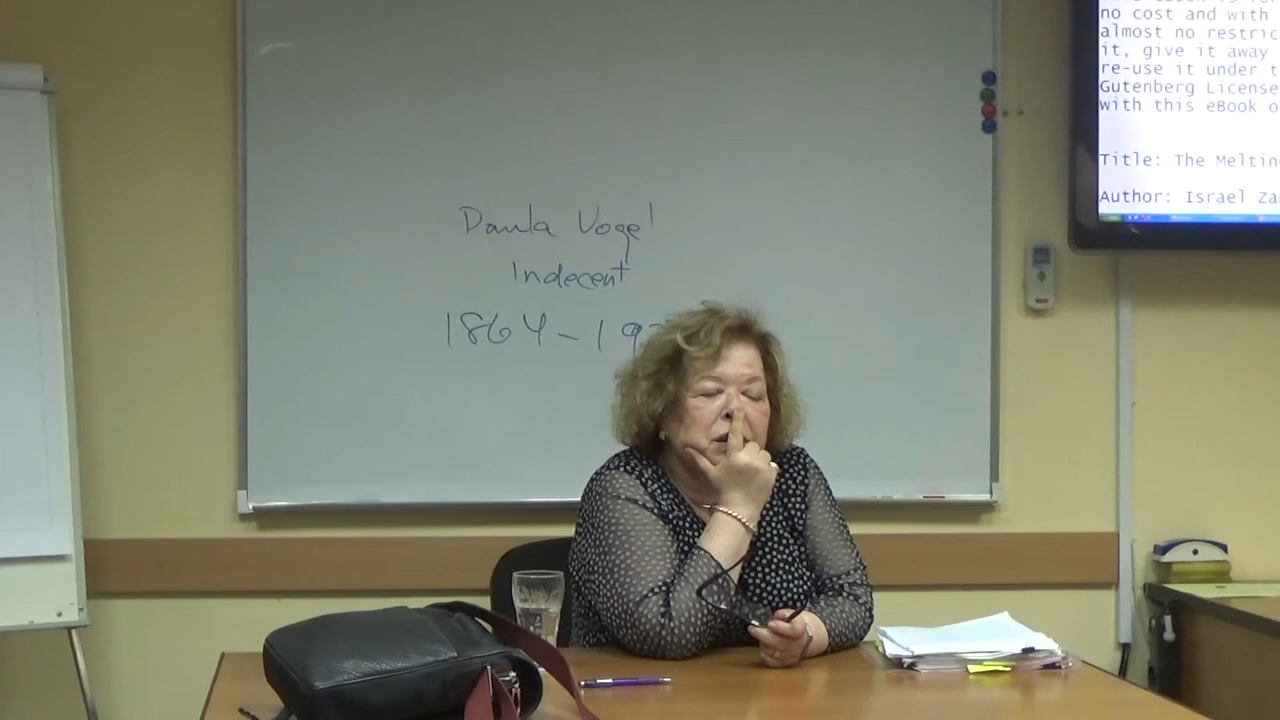 Paula Vogel
Indecent
1864-19
no cost and with
almost no restric
it, give it away
re-use it under t
Gutenberg License
with this eBook o
Title: The Meltin
Author: Israel Za